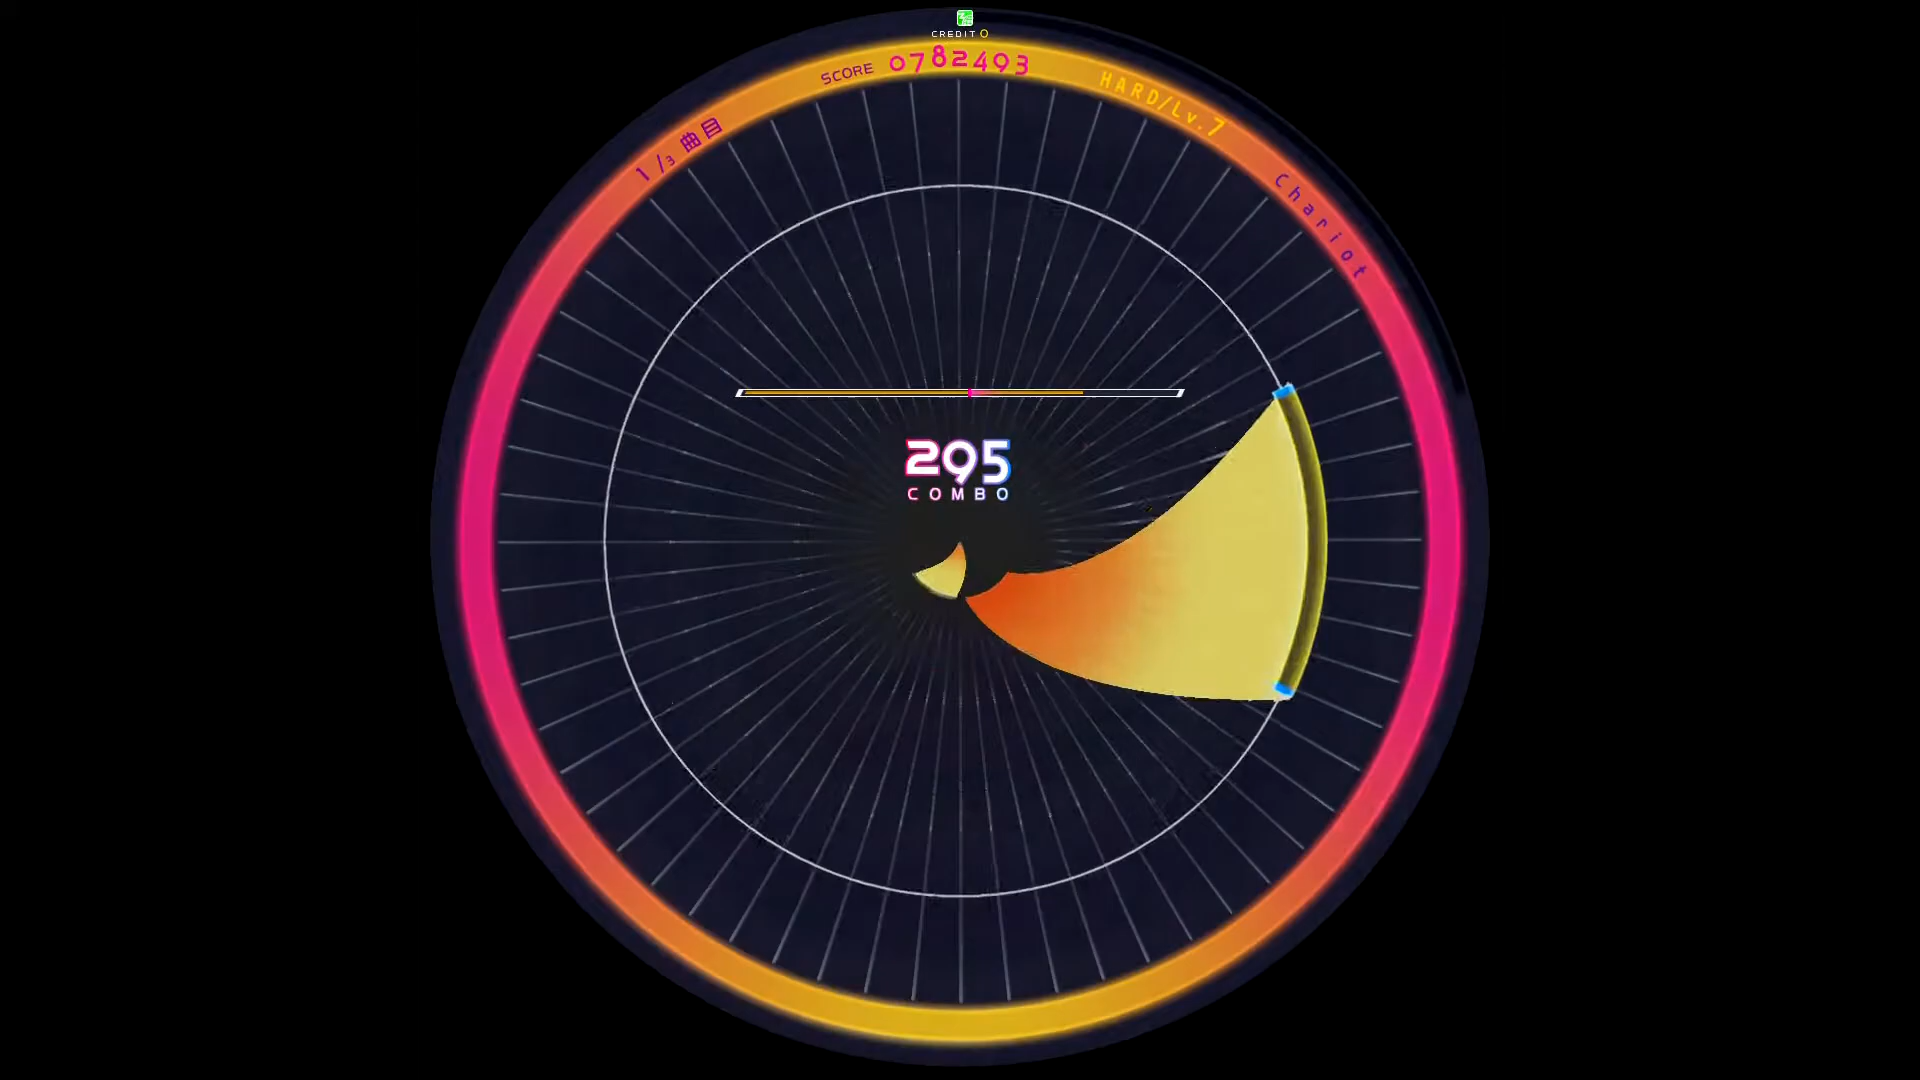 CREDIT 0
SCORE 0782493
HARD/Lv.7
1/3 曲目
Chariot
295
COMBO